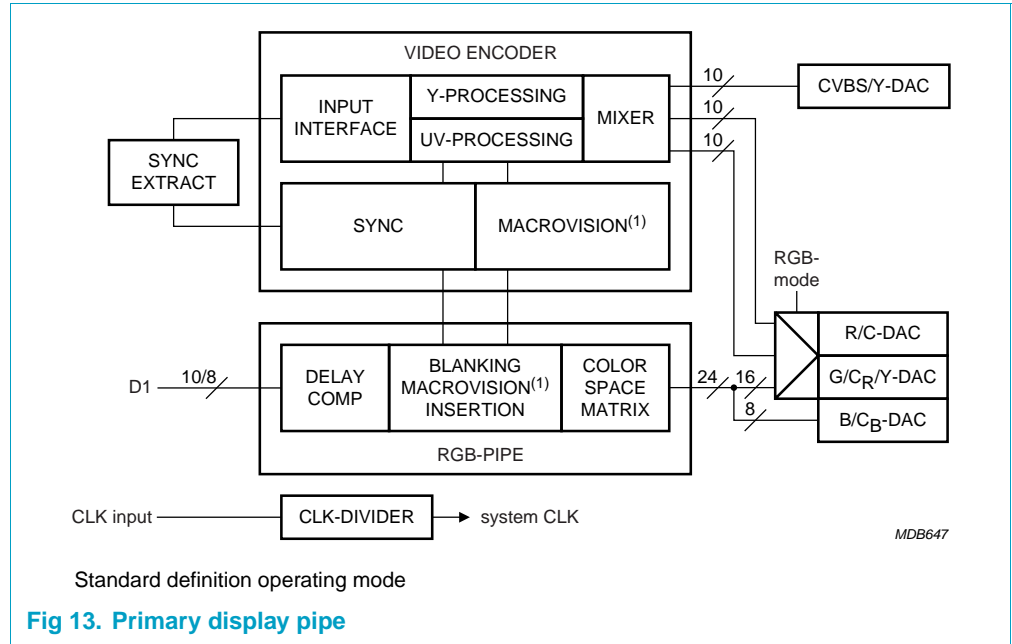 VIDEO ENCODER
INPUT
INTERFACE
Y-PROCESSING
UV-PROCESSING
MIXER
10
10
10
CVBS/Y-DAC
SYNC
EXTRACT
SYNC
MACROVISION(1)
RGB-
mode
R/C-DAC
G/CR/Y-DAC
B/CB-DAC
D1
10/8
DELAY
COMP
BLANKING
MACROVISION(1)
INSERTION
COLOR
SPACE
MATRIX
24
16
8
RGB-PIPE
CLK input
CLK-DIVIDER
system CLK
MDB647
Standard definition operating mode
Fig 13. Primary display pipe